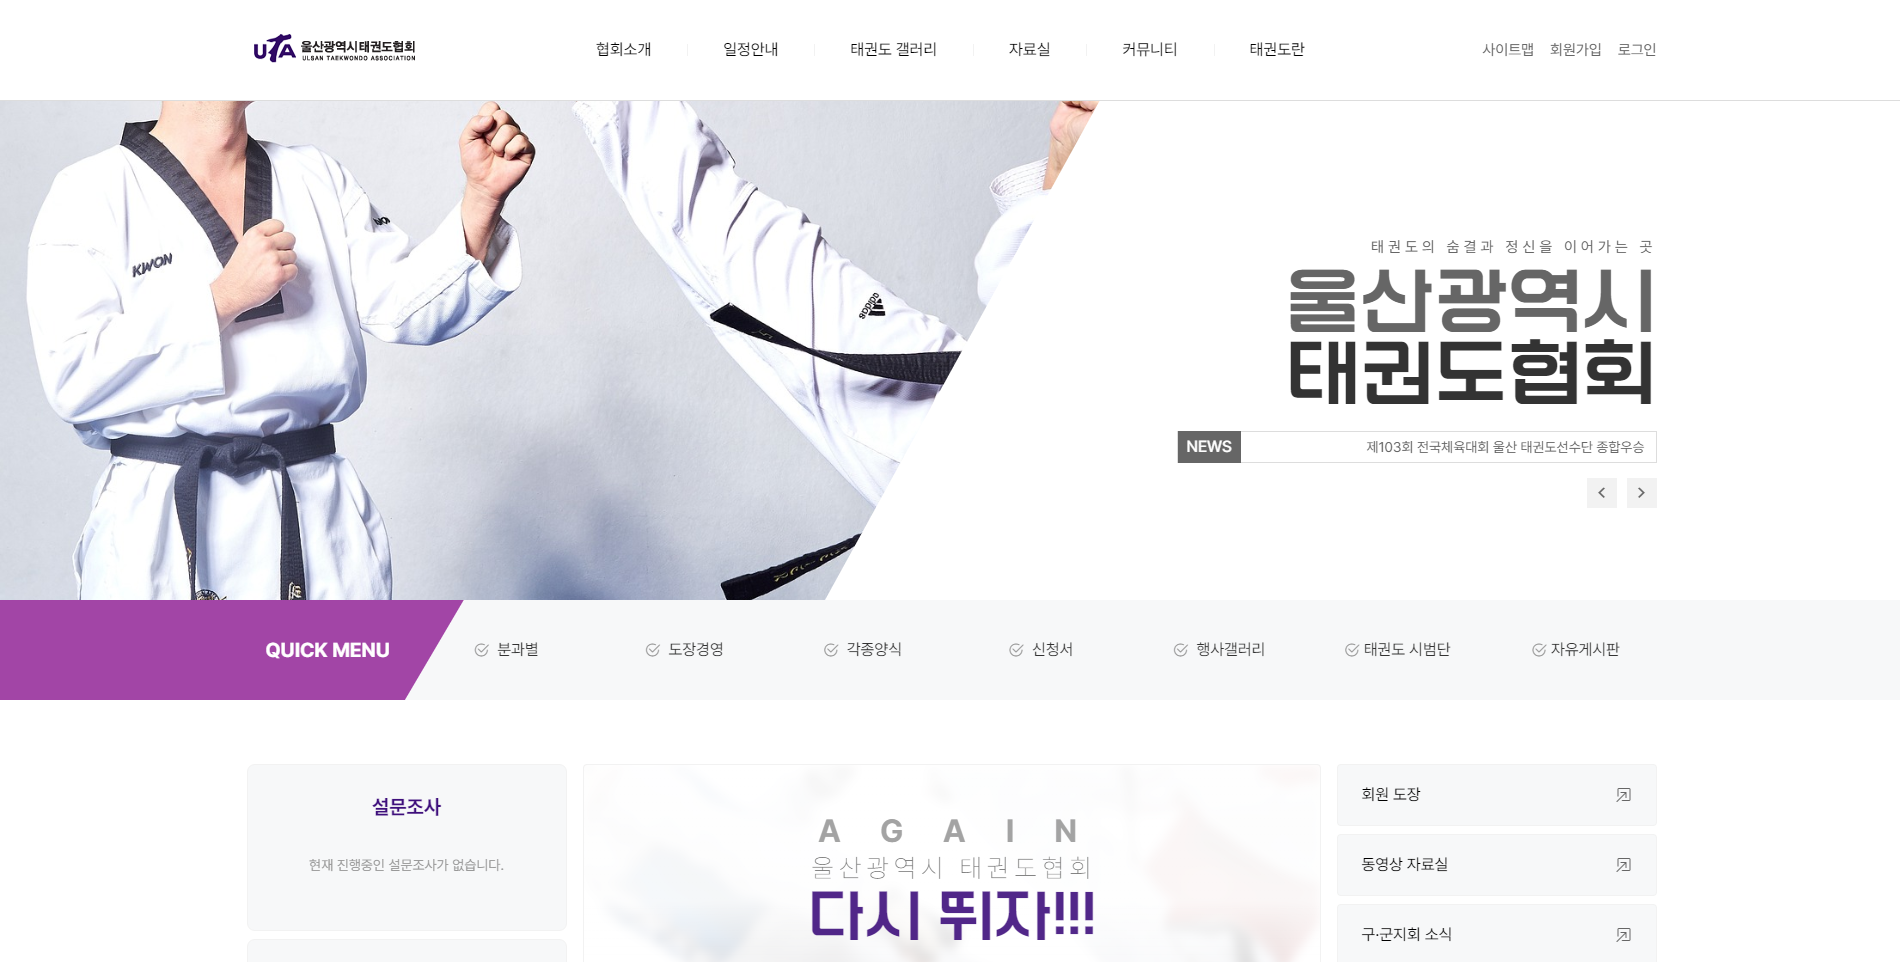 UTA 울산광역시태권도협회
ULSAN TAEKWONDO ASSOCIATION
협회소개
일정안내
태권도 갤러리
자료실
커뮤니티
태권도란
사이트맵
회원가입
로그인
KWON
adidas
태권도의 숨결과 정신을 이어가는 곳
울산광역시
태권도협회
NEWS
제103회 전국체육대회 울산 태권도선수단 종합우승
QUICK MENU
분과별
도장경영
각종양식
신청서
행사갤러리
태권도 시범단
자유게시판
설문조사
현재 진행중인 설문조사가 없습니다.
AGAIN
울산광역시 태권도협회
다시 뛰자!!!
회원 도장
동영상 자료실
구·군지회 소식